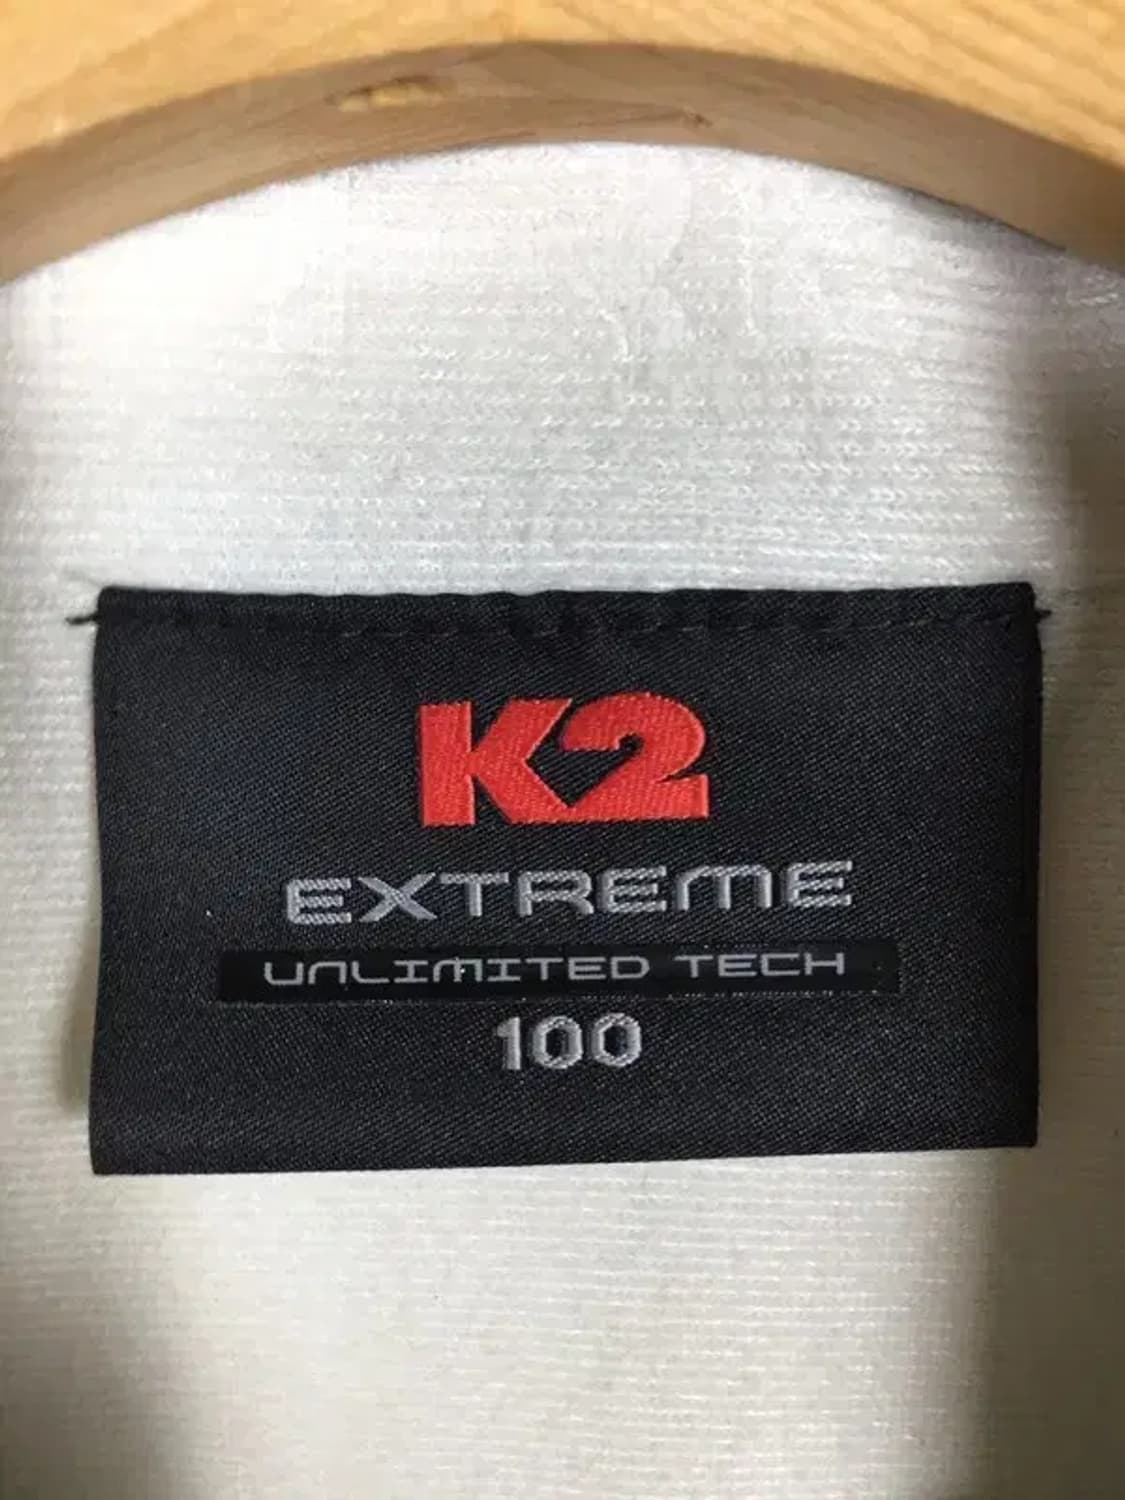 K2
EXTREME
UNLIMITED TECH
100